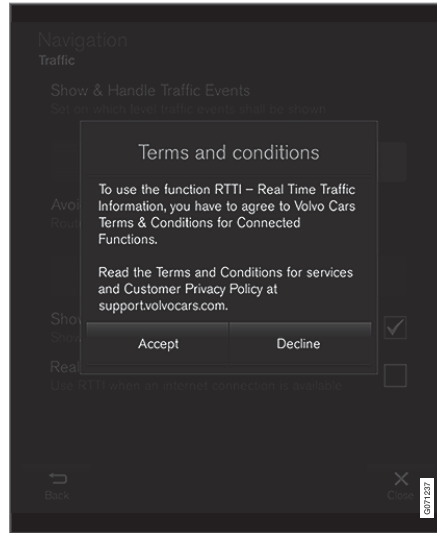 Navigation
Traffic
Show & Handle Traffic Events
Set on which level traffic events shall be shown
Terms and conditions
To use the function RTTI – Real Time Traffic
Information, you have to agree to Volvo Cars
Terms & Conditions for Connected
Functions.
Read the Terms and Conditions for services
and Customer Privacy Policy at
support.volvocars.com.
Accept
Decline
Show
Real
Use RTTI when an internet connection is available
Back
Close
G071237